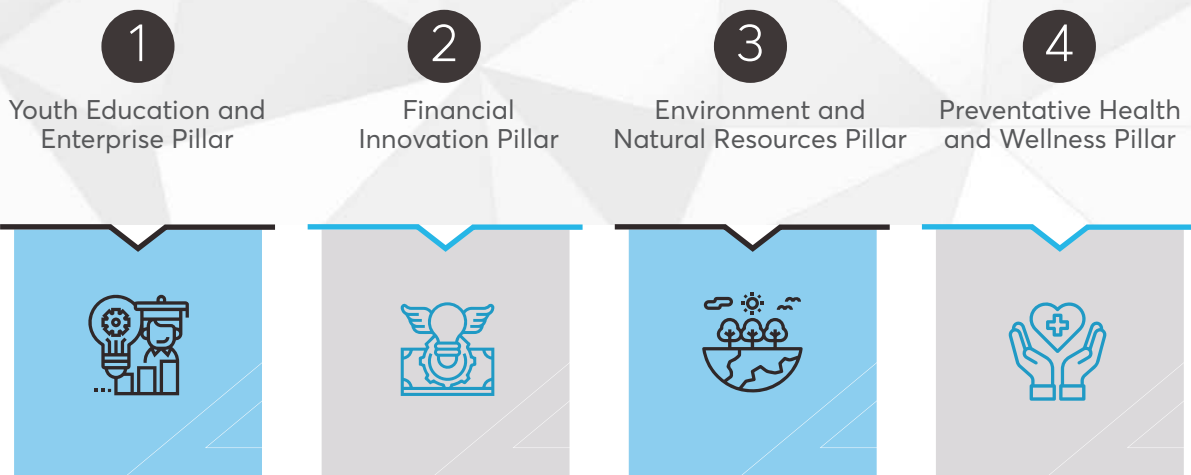 1
Youth Education and
Enterprise Pillar
2
Financial
Innovation Pillar
3
Environment and
Natural Resources Pillar
4
Preventative Health
and Wellness Pillar